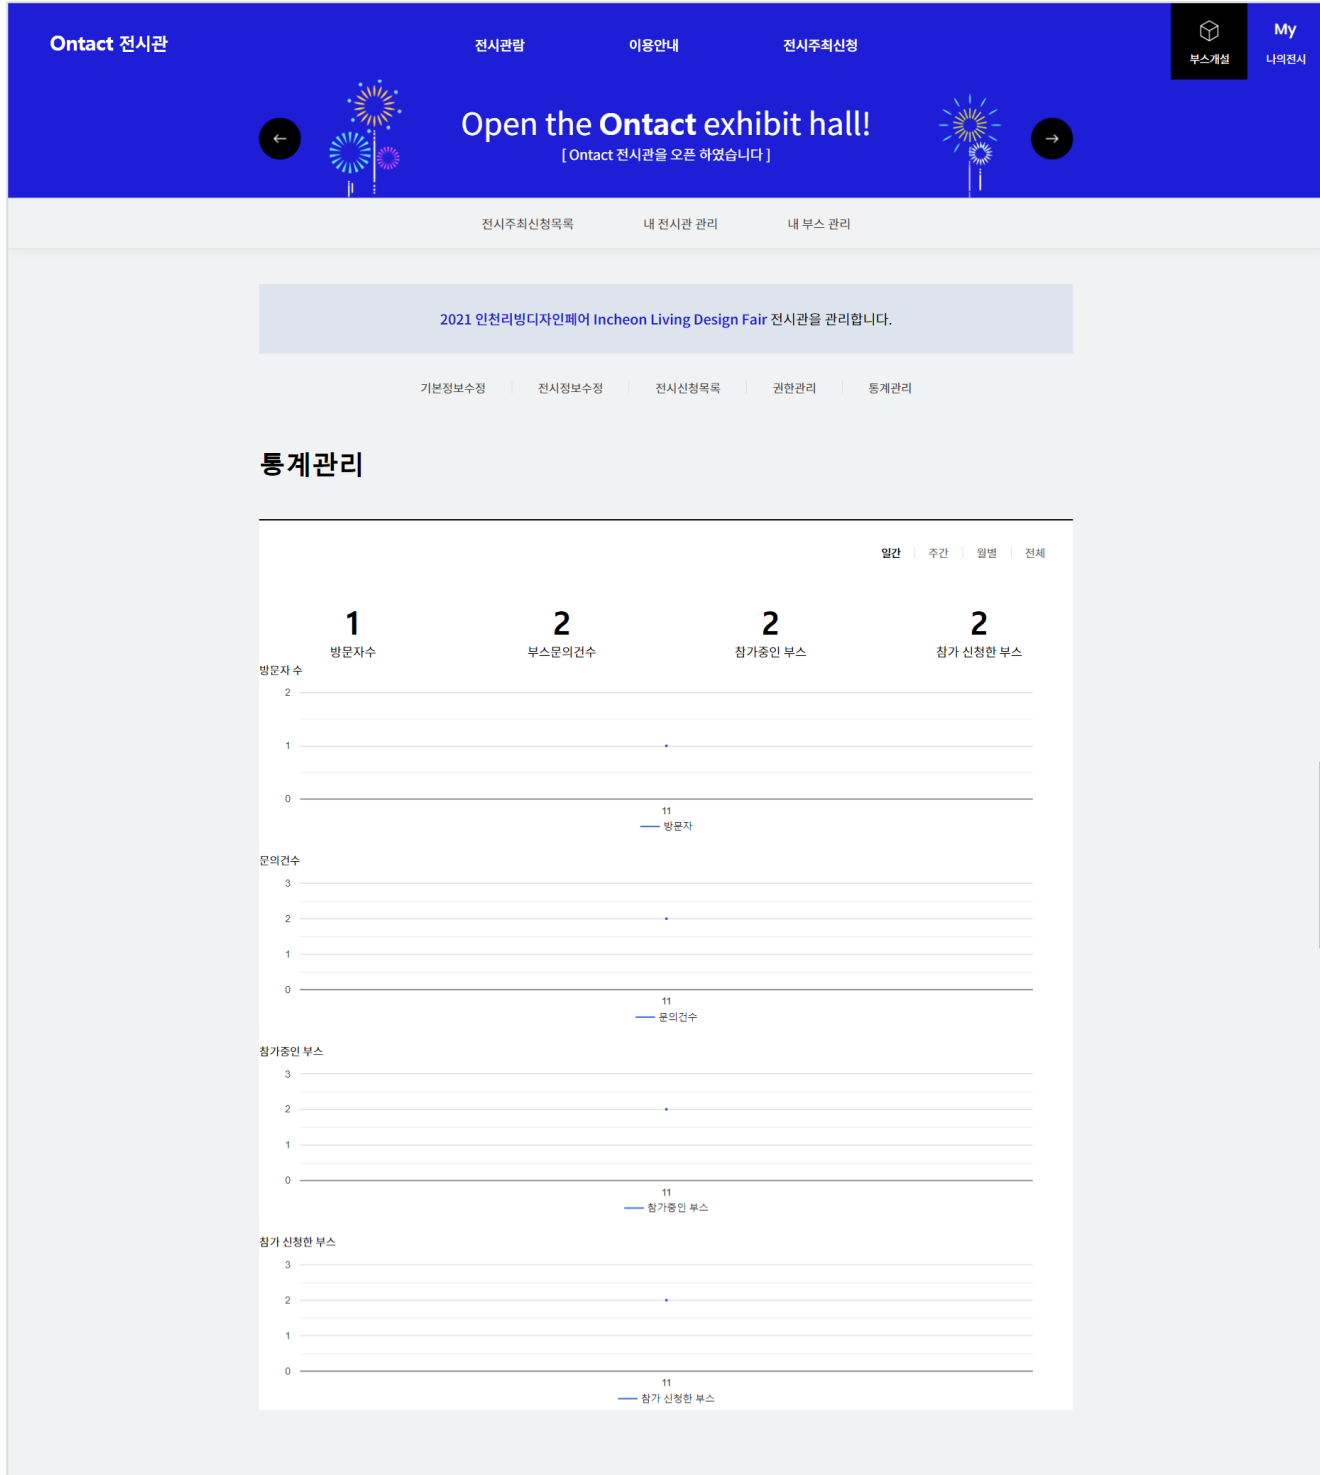 Ontact 전시관
전시관람 이용안내 전시주최신청
부스개설
My
나의전시
Open the Ontact exhibit hall!
[ Ontact 전시관을 오픈 하였습니다 ]
전시주최신청목록 내 전시관 관리 내 부스 관리
2021 인천리빙디자인페어 Incheon Living Design Fair 전시관을 관리합니다.
기본정보수정 전시정보수정 전시신청목록 권한관리 통계관리
통계관리
일간 주간 월별 전체
1 2 2 2
방문자수 부스문의건수 참가중인 부스 참가 신청한 부스
방문자 수
2
1
0
11
방문자
문의건수
3
2
1
0
11
문의건수
참가중인 부스
3
2
1
0
11
참가중인 부스
참가 신청한 부스
3
2
1
0
11
참가 신청한 부스